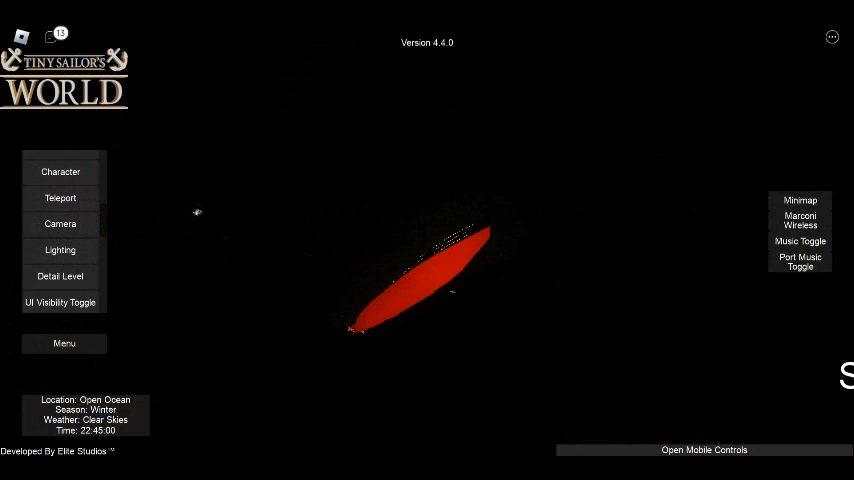 13
Version 4.4.0
TINY SAILOR'S
WORLD
Character
Teleport
Camera
Lighting
Detail Level
UI Visibility Toggle
Menu
Minimap
Marconi
Wireless
Music Toggle
Port Music
Toggle
S
Location: Open Ocean
Season: Winter
Weather: Clear Skies
Time: 22:45:00
Developed By Elite Studios™
Open Mobile Controls